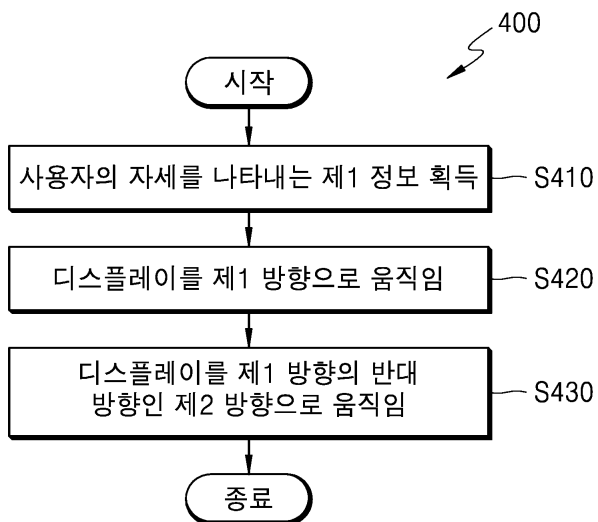 400
시작
사용자의 자세를 나타내는 제1 정보 획득
S410
디스플레이를 제1 방향으로 움직임
S420
디스플레이를 제1 방향의 반대
방향인 제2 방향으로 움직임
S430
종료